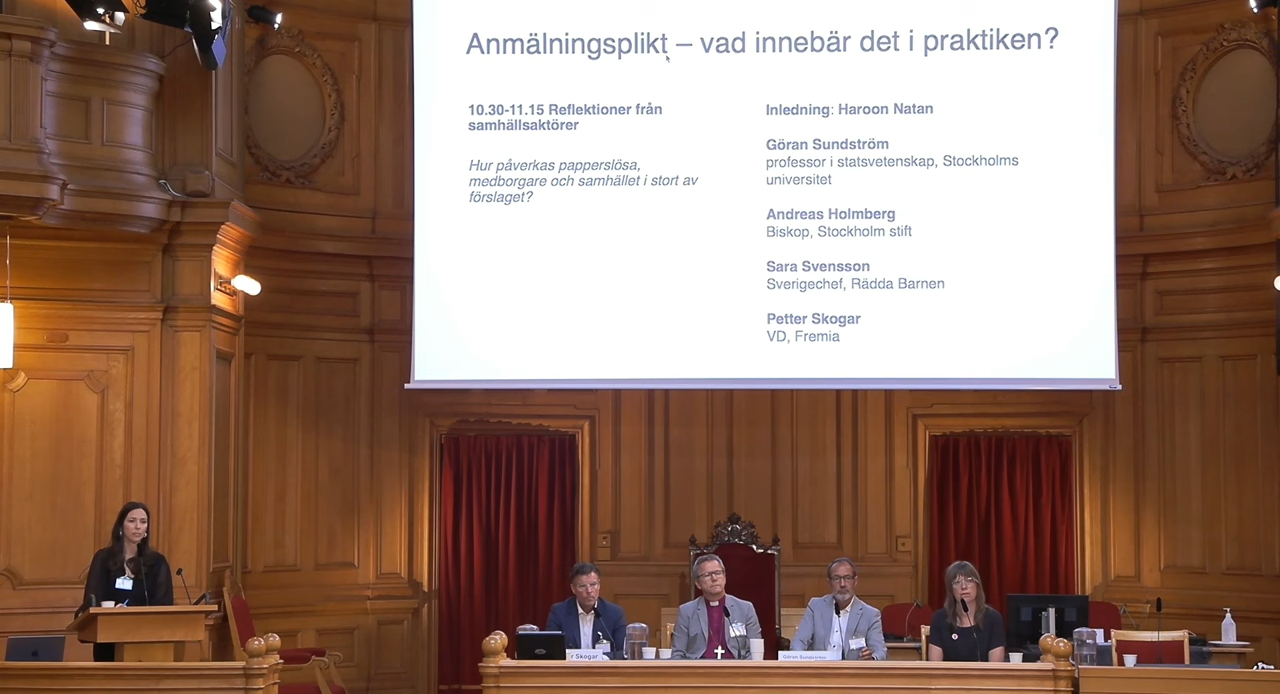 Anmälningsplikt – vad innebär det i praktiken?
10.30-11.15 Reflektioner från
samhällsaktörer
Hur påverkas papperslösa,
medborgare och samhället i stort av
förslaget?
Inledning: Haroon Natan
Göran Sundström
professor i statsvetenskap, Stockholms
universitet
Andreas Holmberg
Biskop, Stockholm stift
Sara Svensson
Sverigechef, Rädda Barnen
Petter Skogar
VD, Fremia
r Skogar
Göran Sundström